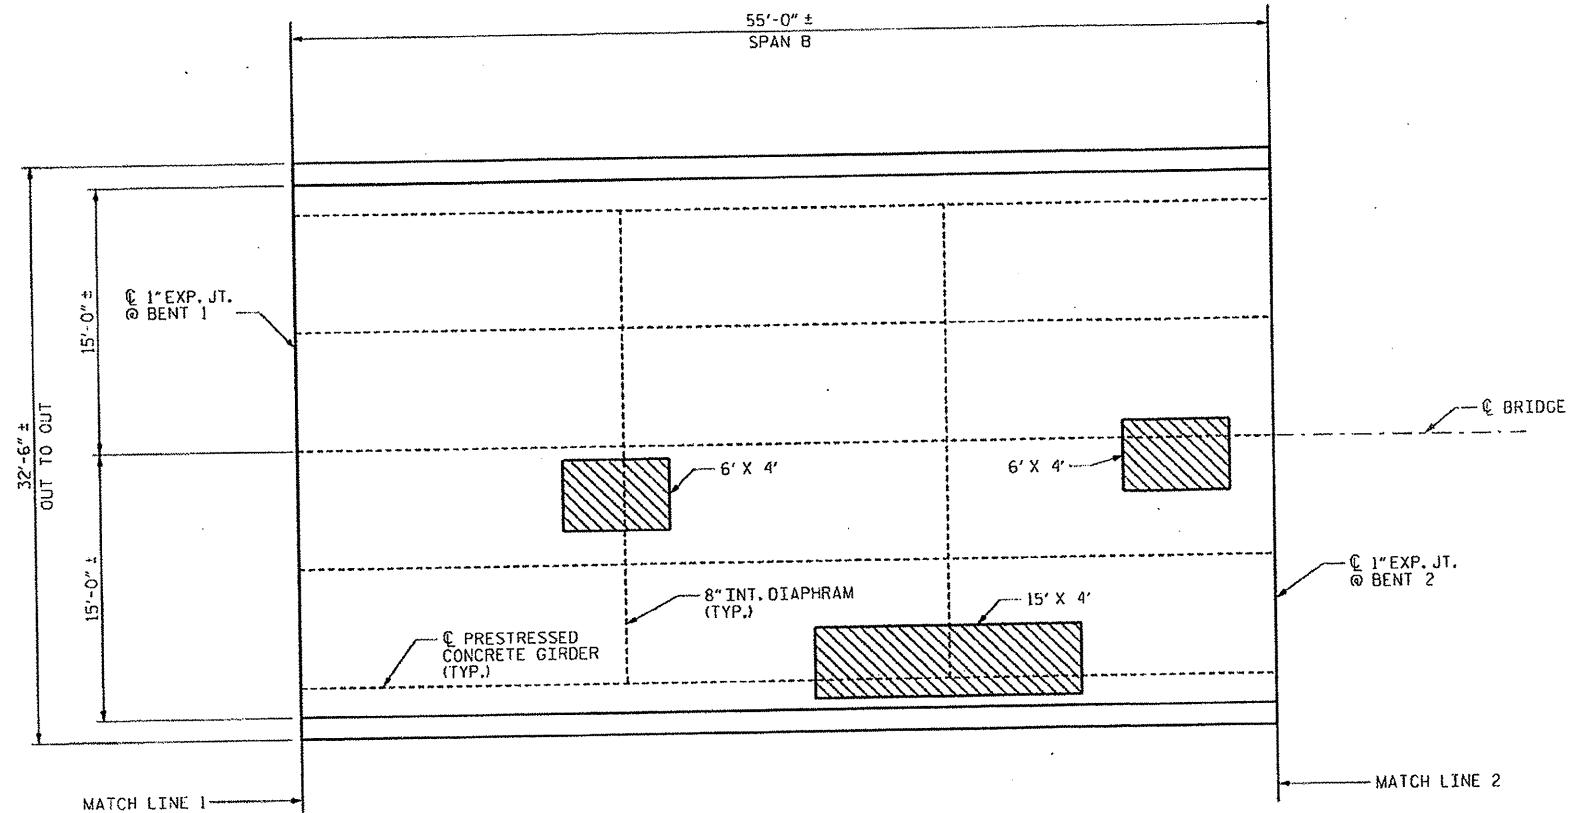 55'-0" ±
SPAN B
℄ 1" EXP. JT.
@ BENT 1
15'-0" ±
32'-6" ±
OUT TO OUT
15'-0" ±
℄ BRIDGE
6' X 4'
6' X 4'
℄ 1" EXP. JT.
@ BENT 2
8" INT. DIAPHRAM
(TYP.)
15' X 4'
℄ PRESTRESSED
CONCRETE GIRDER
(TYP.)
MATCH LINE 1
MATCH LINE 2